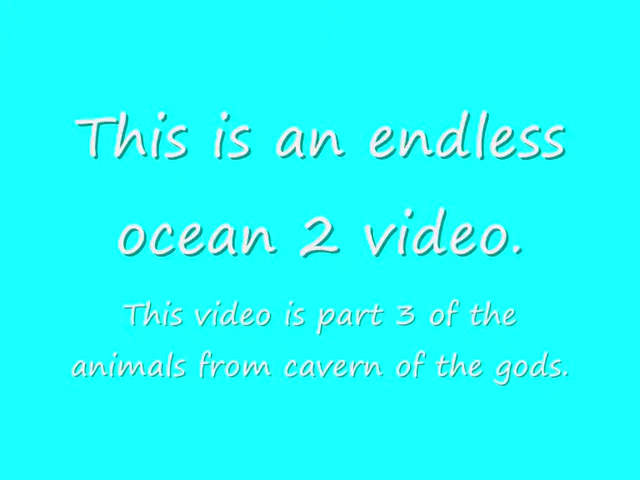 This is an endless
ocean 2 video.
This video is part 3 of the
animals from cavern of the gods.